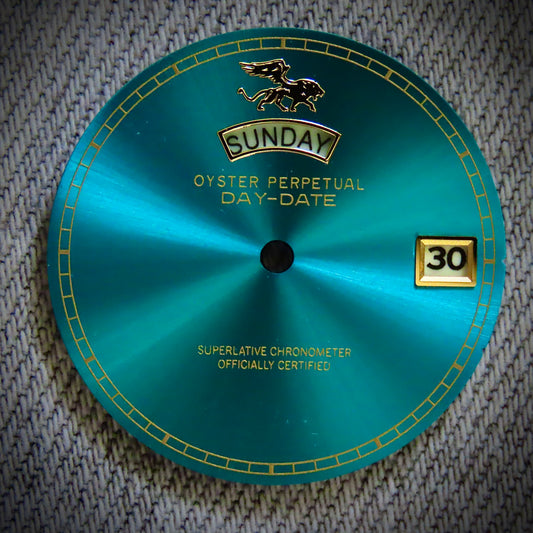 SUNDAY
OYSTER PERPETUAL
DAY-DATE
30
SUPERLATIVE CHRONOMETER
OFFICIALLY CERTIFIED